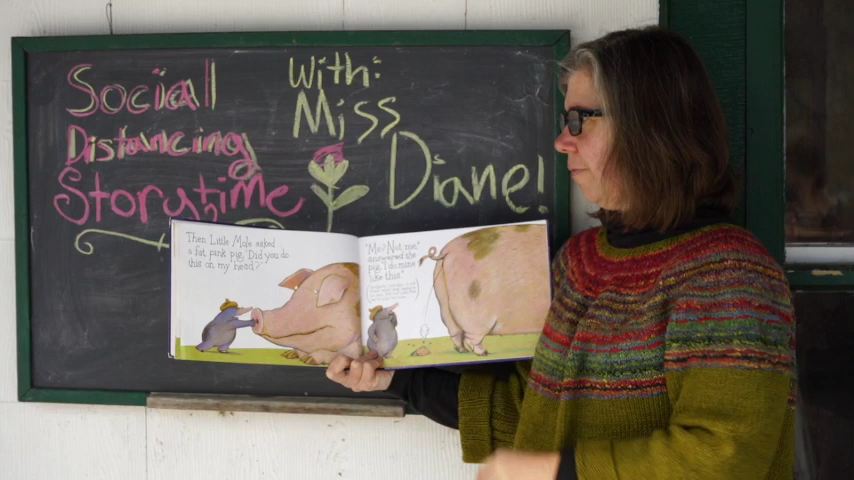 Social
Distancing
Storytime
With:
Miss
Diane!
Then Little Mole asked
a fat pink pig, "Did you do
this on my head?"
"Me? Not me,"
answered the
pig. "I do mine
like this."